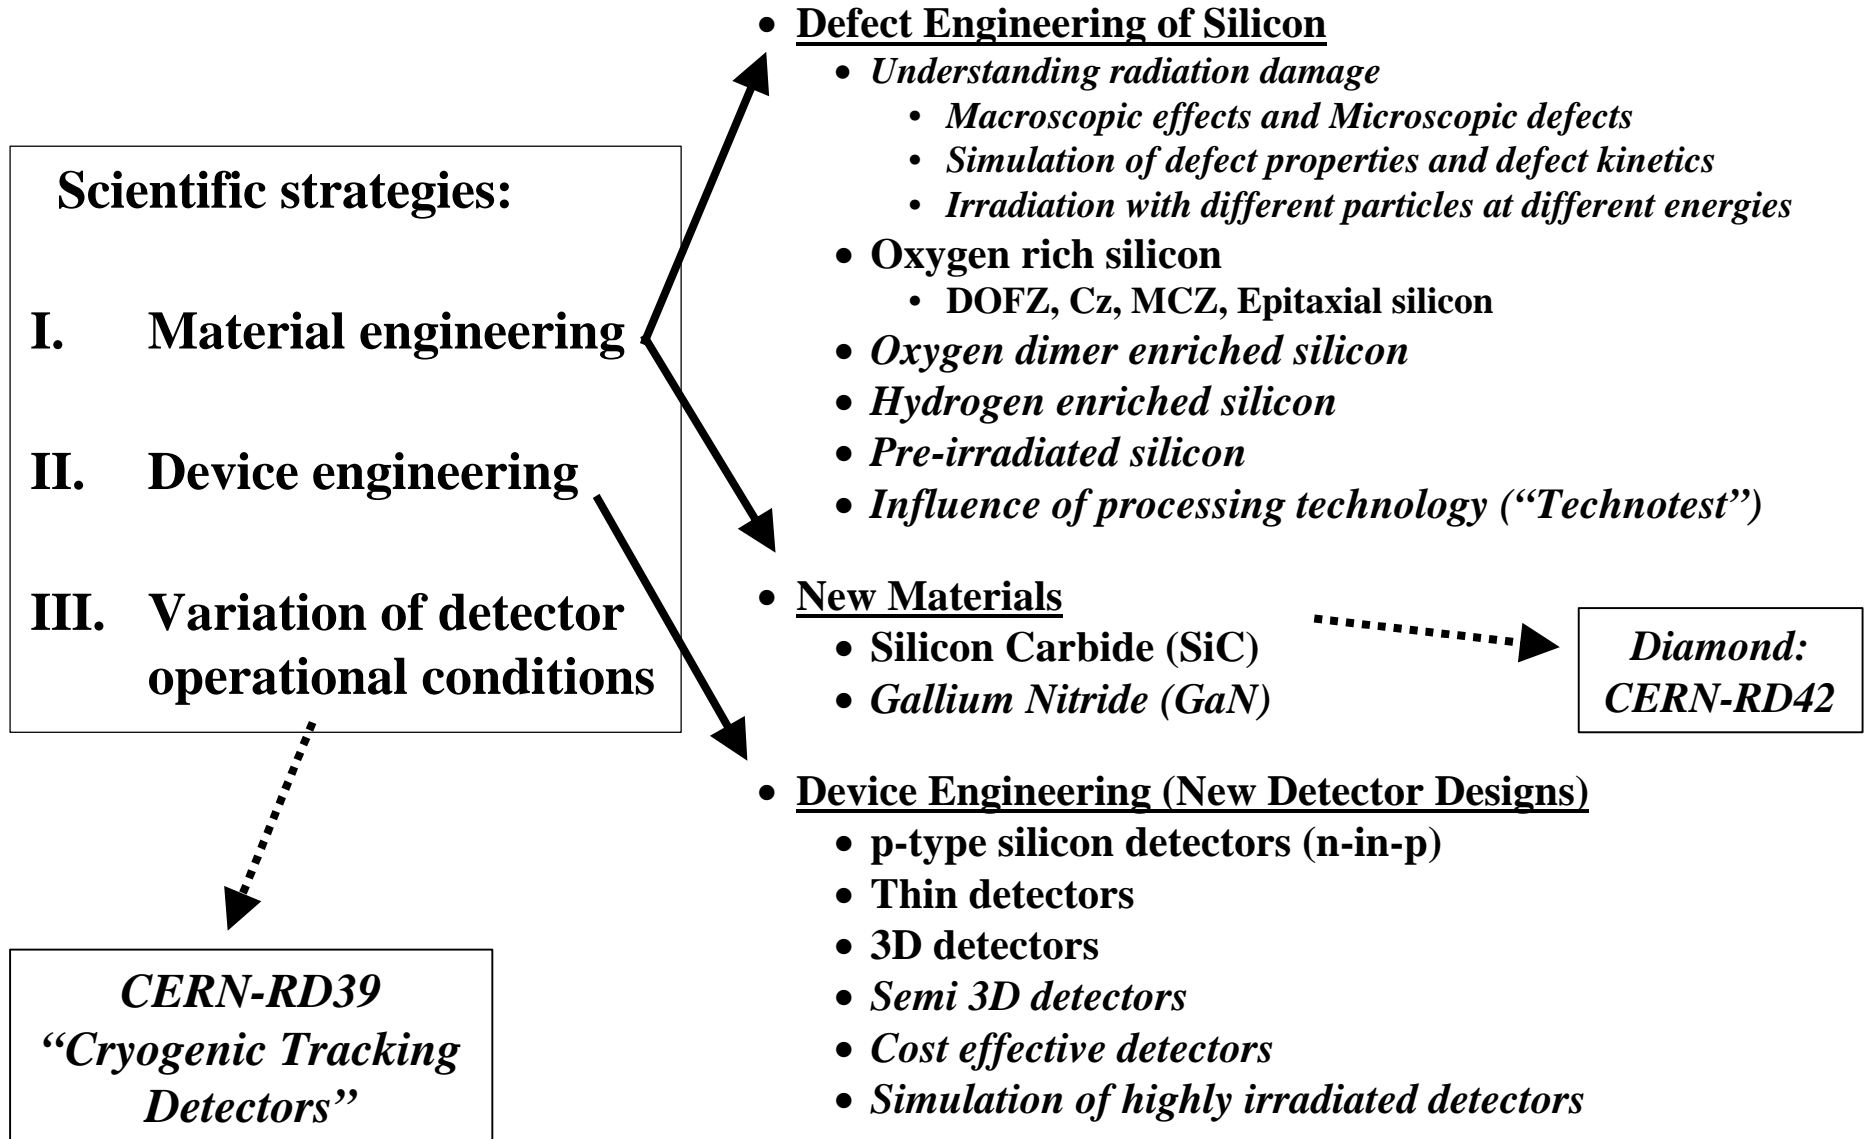 Scientific strategies:
I. Material engineering
II. Device engineering
III. Variation of detector
operational conditions
CERN-RD39
“Cryogenic Tracking
Detectors”
• Defect Engineering of Silicon
• Understanding radiation damage
• Macroscopic effects and Microscopic defects
• Simulation of defect properties and defect kinetics
• Irradiation with different particles at different energies
• Oxygen rich silicon
• DOFZ, Cz, MCZ, Epitaxial silicon
• Oxygen dimer enriched silicon
• Hydrogen enriched silicon
• Pre-irradiated silicon
• Influence of processing technology (“Technotest”)
• New Materials
• Silicon Carbide (SiC)
• Gallium Nitride (GaN)
Diamond:
CERN-RD42
• Device Engineering (New Detector Designs)
• p-type silicon detectors (n-in-p)
• Thin detectors
• 3D detectors
• Semi 3D detectors
• Cost effective detectors
• Simulation of highly irradiated detectors